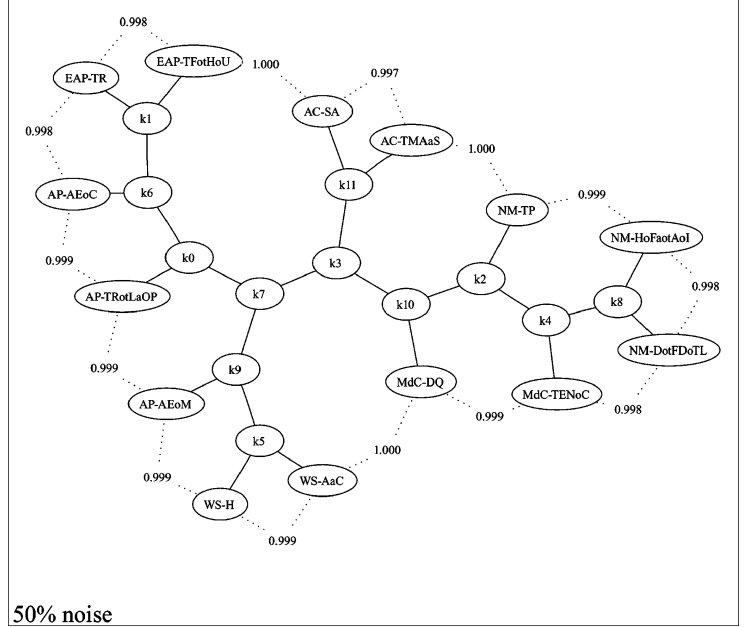 0.998
EAP-TFotHoU
1.000
EAP-TR
0.997
AC-SA
k1
0.998
AC-TMAaS
1.000
k11
AP-AEoC
k6
NM-TP
0.999
NM-HoFaotAoI
k0
0.999
k3
k2
AP-TRotLaOP
k7
0.998
k10
k8
k4
NM-DotFDoTL
0.999
k9
MdC-DQ
AP-AEoM
MdC-TENoC
0.999
0.998
k5
1.000
0.999
WS-AaC
WS-H
0.999
50% noise